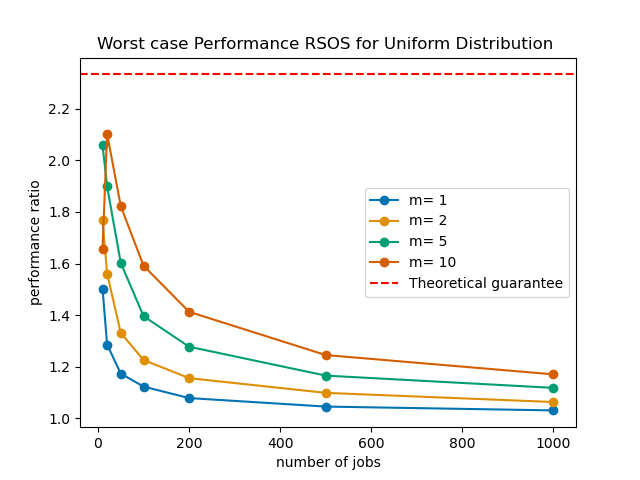 Worst case Performance RSOS for Uniform Distribution
performance ratio
2.2
2.0
1.8
1.6
1.4
1.2
1.0
m= 1
m= 2
m= 5
m= 10
Theoretical guarantee
0
200
400
600
800
1000
number of jobs